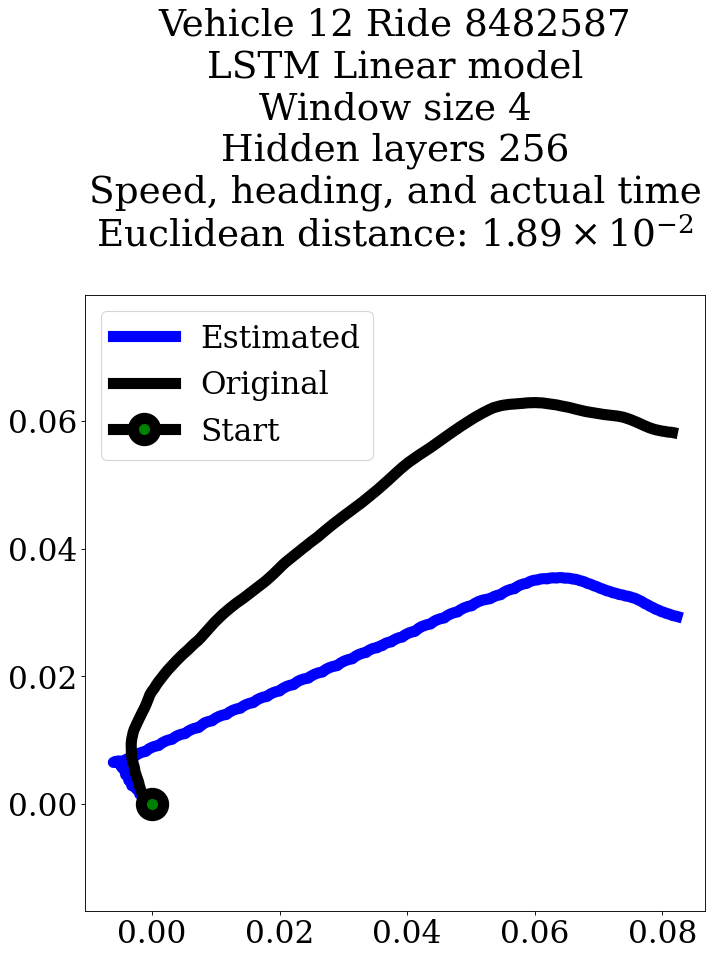 Vehicle 12 Ride 8482587
LSTM Linear model
Window size 4
Hidden layers 256
Speed, heading, and actual time
Euclidean distance: 1.89 × 10⁻²
Estimated
Original
Start
0.06
0.04
0.02
0.00
0.00 0.02 0.04 0.06 0.08